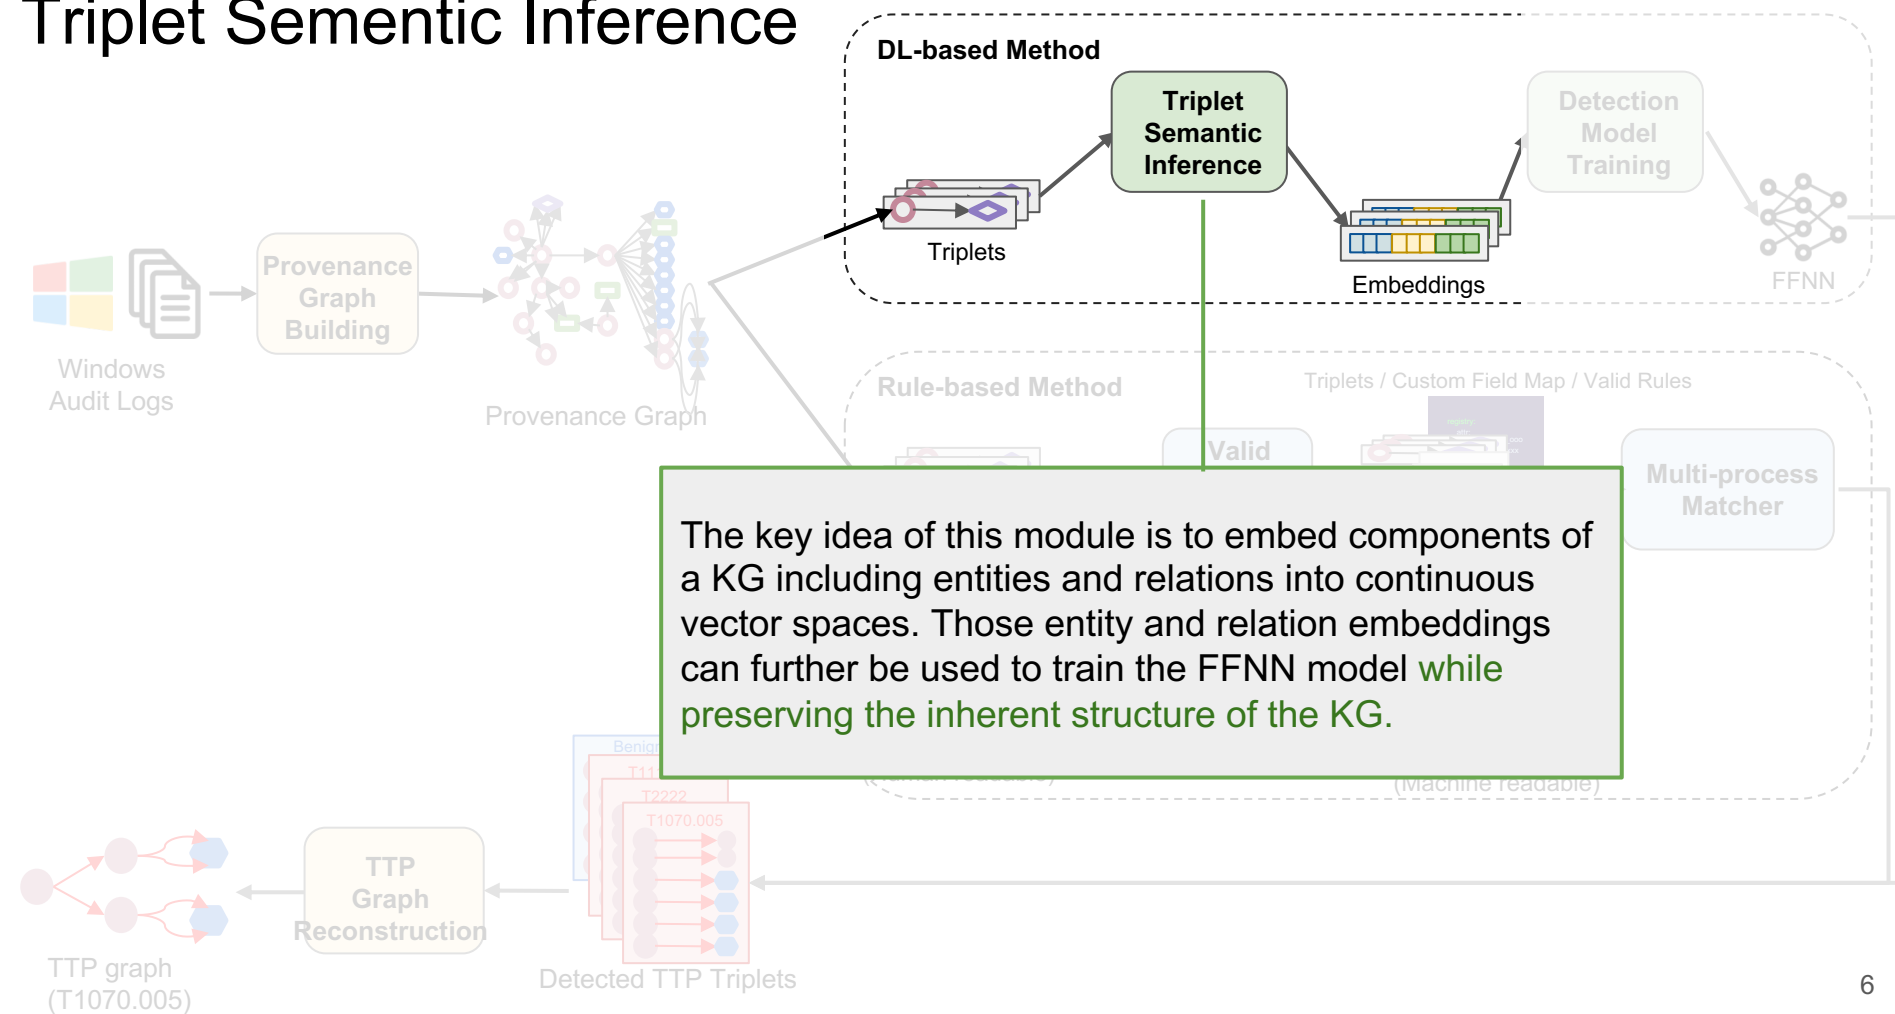 Triplet Sementic Inference
DL-based Method
Triplet
Semantic
Inference
Detection
Model
Training
Triplets
Embeddings
FFNN
Windows
Audit Logs
Provenance
Graph
Building
Provenance Graph
Rule-based Method
Triplets / Custom Field Map / Valid Rules
Valid
Multi-process
Matcher
The key idea of this module is to embed components of
a KG including entities and relations into continuous
vector spaces. Those entity and relation embeddings
can further be used to train the FFNN model while
preserving the inherent structure of the KG.
(Machine readable)
Benign
T2222
T1070.005
Detected TTP Triplets
TTP
Graph
Reconstruction
TTP graph
(T1070.005)
6